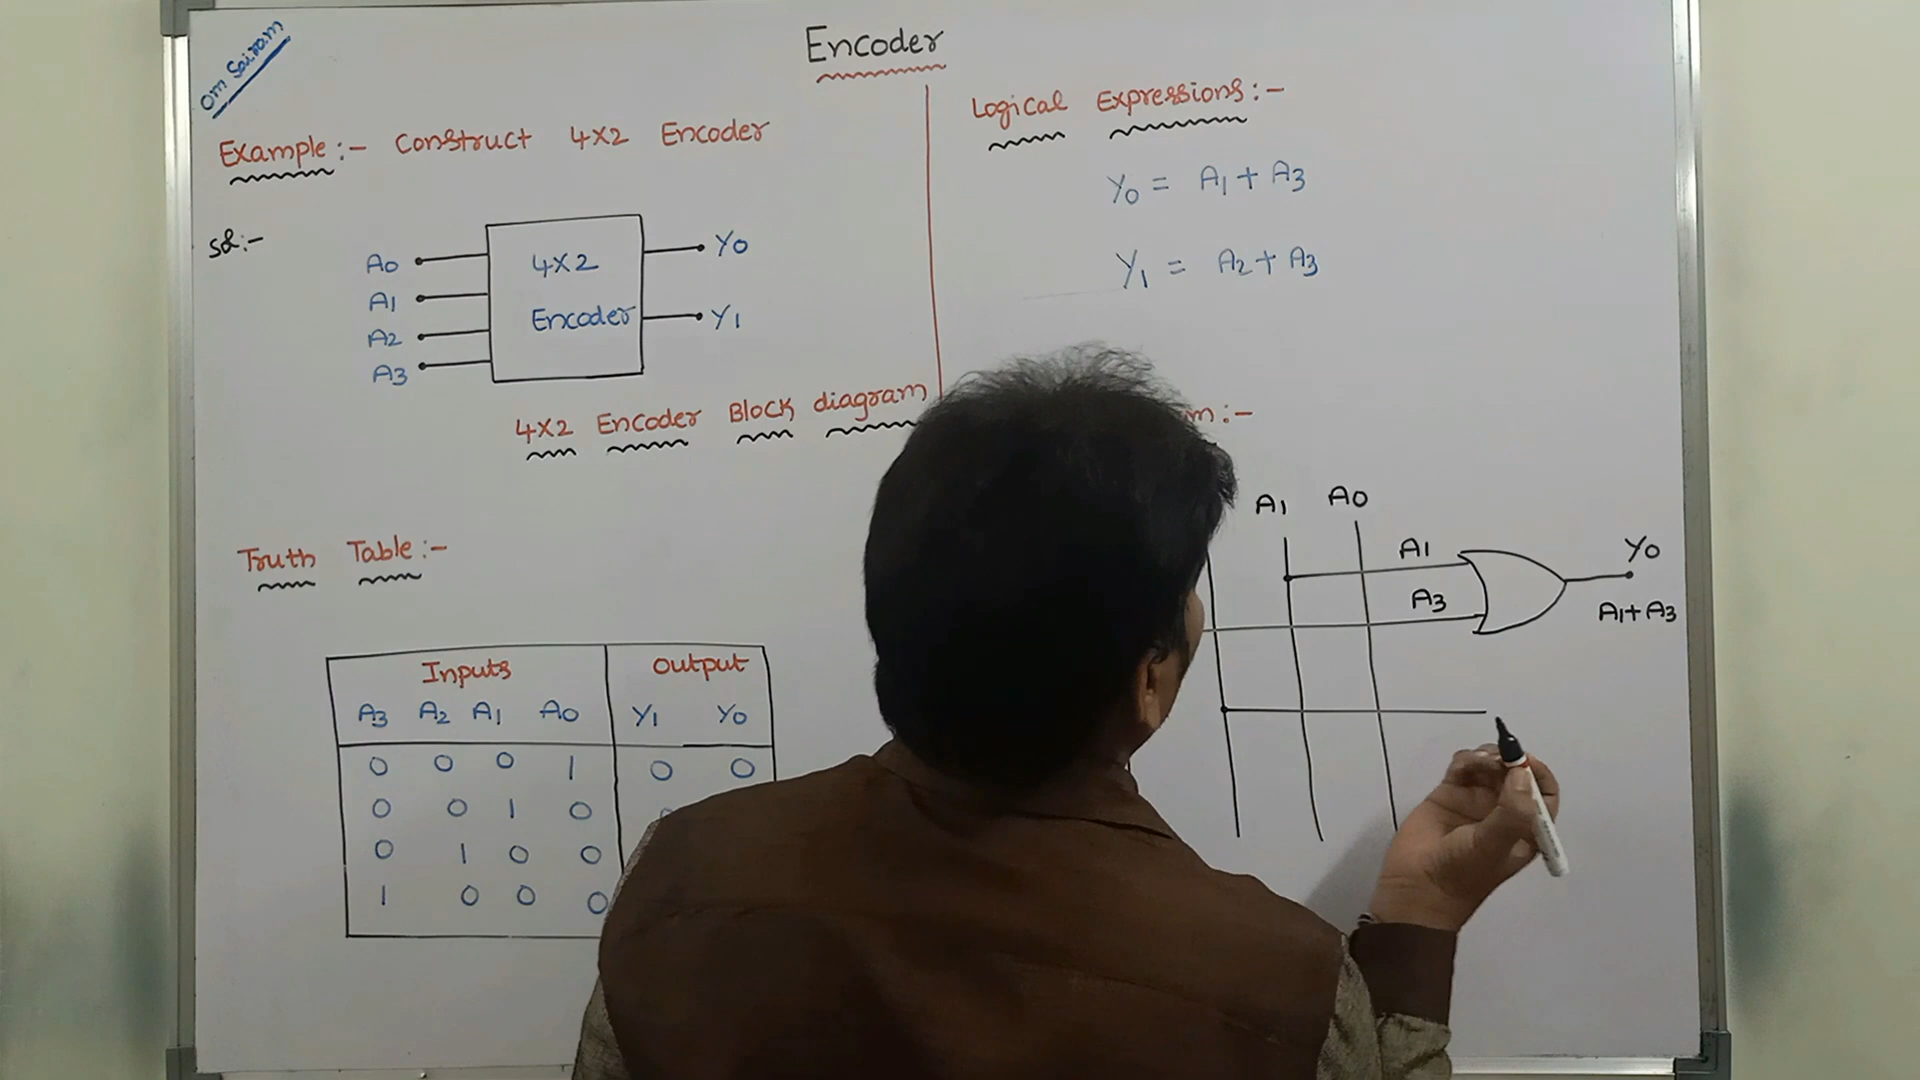 Om Sairam
Encoder
Example:- Construct 4x2 Encoder
Sol:-
A0
A1
A2
A3
4x2
Encoder
Y0
Y1
4x2 Encoder Block diagram
Truth Table:-
Inputs Output
A3 A2 A1 A0 Y1 Y0
0 0 0 1 0 0
0 0 1 0
0 1 0 0
1 0 0 0
Logical Expressions:-
Y0 = A1 + A3
Y1 = A2 + A3
A1 A0
A1
A3
Y0
A1+A3